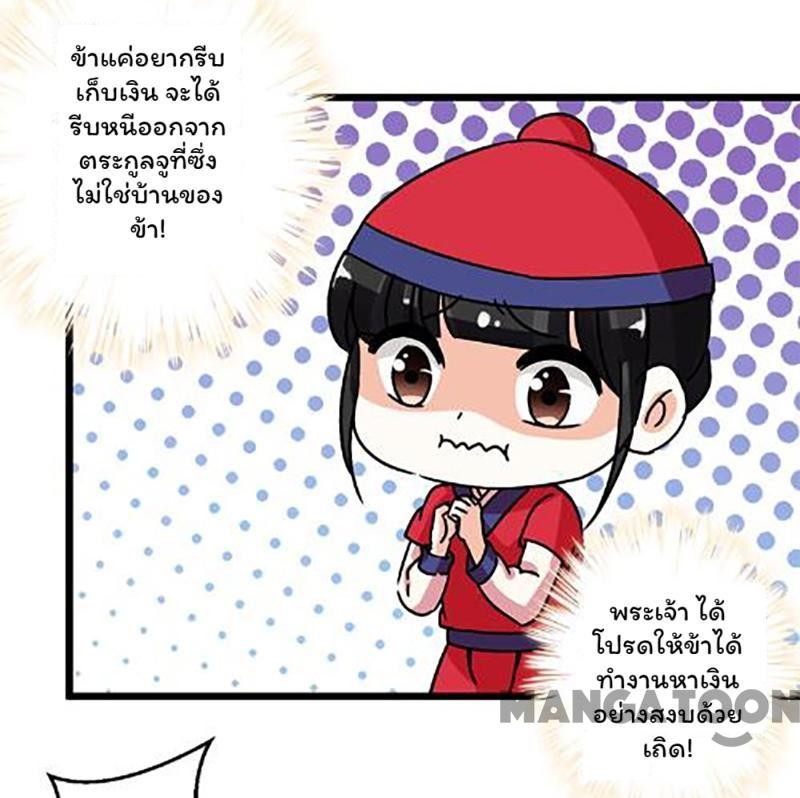 ข้าแค่อยากรีบ
เก็บเงิน จะได้
รีบหนีออกจาก
ตระกูลจูที่ซึ่ง
ไม่ใช่บ้านของ
ข้า!
พระเจ้า ได้
โปรดให้ข้าได้
ทำงานหาเงิน
อย่างสงบด้วย
เถิด!
MANGATOON